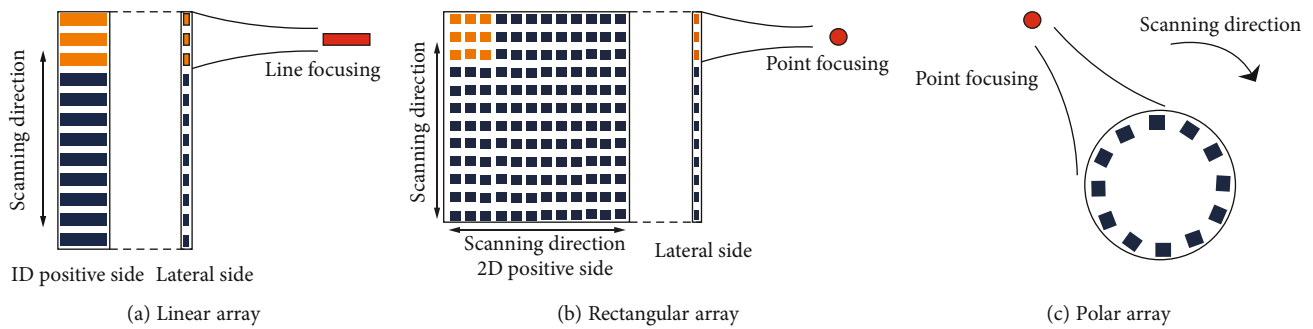 Scanning direction
Line focusing
ID positive side
Lateral side
(a) Linear array
Scanning direction
Point focusing
Scanning direction
2D positive side
Lateral side
(b) Rectangular array
Scanning direction
Point focusing
(c) Polar array